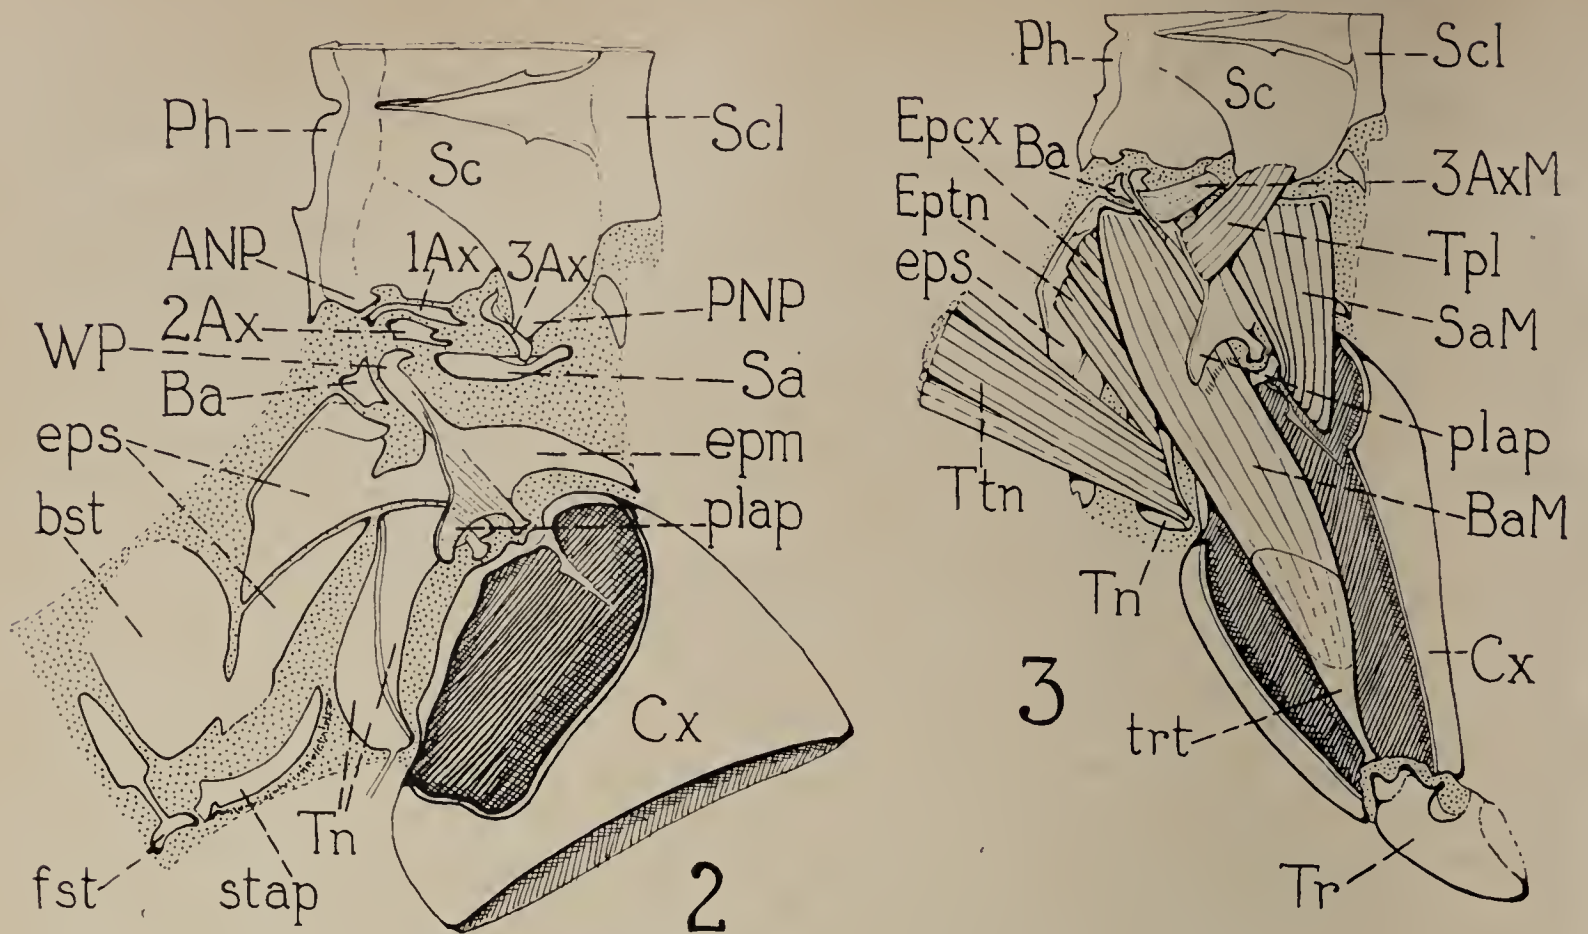 Ph
Sc
Scl
ANP
1Ax
3Ax
2Ax
PNP
WP
Sa
Ba
eps
epm
bst
plap
Cx
Tn
fst
stap
2
Ph
Sc
Scl
Epcx
Ba
3AxM
Eptn
Tpl
eps
SaM
plap
Ttn
BaM
Tn
3
Cx
trt
Tr